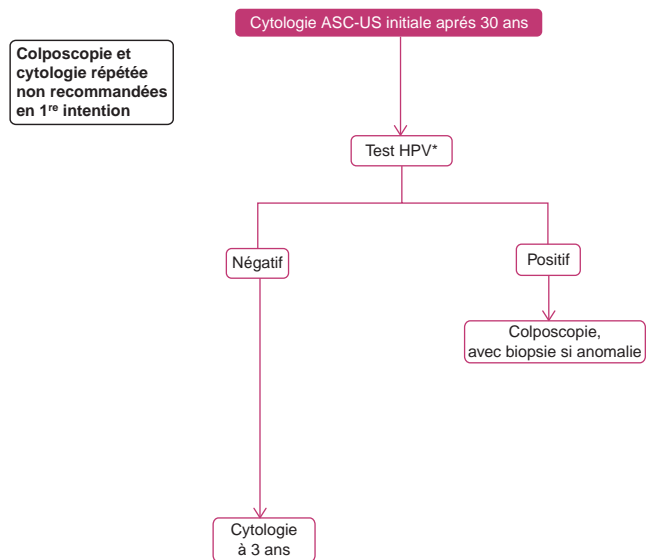 Cytologie ASC-US initiale aprés 30 ans
Colposcopie et
cytologie répétée
non recommandées
en 1re intention
Test HPV*
Négatif
Positif
Colposcopie,
avec biopsie si anomalie
Cytologie
à 3 ans